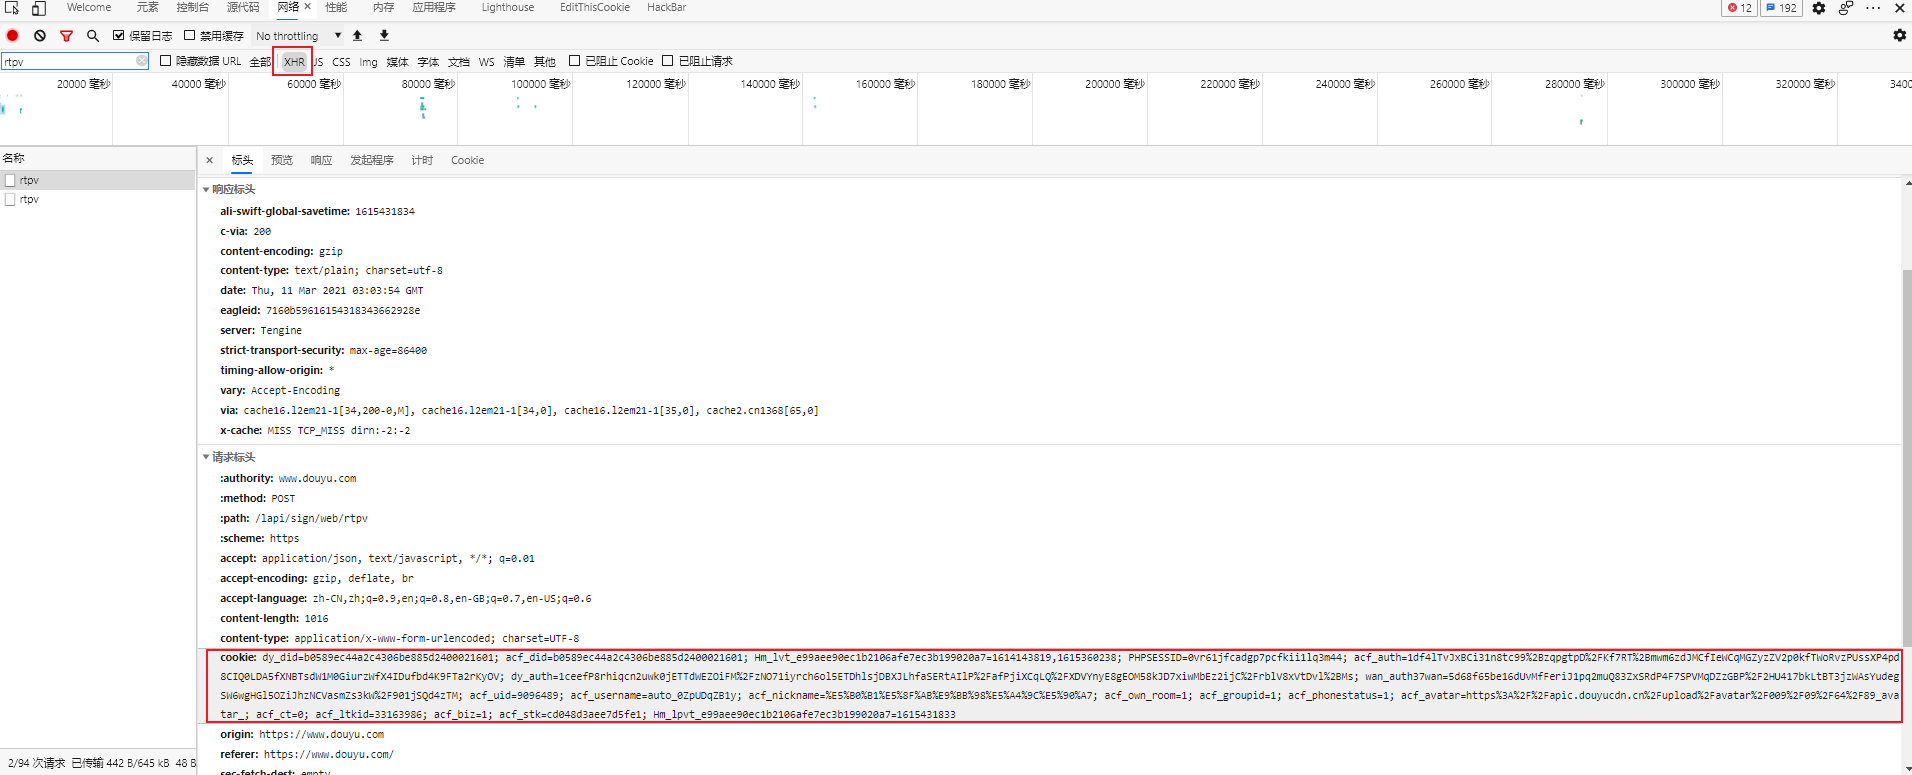 Welcome 元素 控制台 源代码 网络 × 性能 内存 应用程序 Lighthouse EditThisCookie HackBar 12 192
保留日志 禁用缓存 No throttling
rtpv 隐藏数据 URL 全部 XHR JS CSS Img 媒体 字体 文档 WS 清单 其他 已阻止 Cookie 已阻止请求
20000 毫秒 40000 毫秒 60000 毫秒 80000 毫秒 100000 毫秒 120000 毫秒 140000 毫秒 160000 毫秒 180000 毫秒 200000 毫秒 220000 毫秒 240000 毫秒 260000 毫秒 280000 毫秒 300000 毫秒 320000 毫秒 3400
名称
rtpv
rtpv
× 标头 预览 响应 发起程序 计时 Cookie
响应标头
ali-swift-global-savetime: 1615431834
c-via: 200
content-encoding: gzip
content-type: text/plain; charset=utf-8
date: Thu, 11 Mar 2021 03:03:54 GMT
eagleid: 7160b59616154318343662928e
server: Tengine
strict-transport-security: max-age=86400
timing-allow-origin: *
vary: Accept-Encoding
via: cache16.l2em21-1[34,200-0,M], cache16.l2em21-1[34,0], cache16.l2em21-1[35,0], cache2.cn1368[65,0]
x-cache: MISS TCP_MISS dirn:-2:-2
请求标头
:authority: www.douyu.com
:method: POST
:path: /lapi/sign/web/rtpv
:scheme: https
accept: application/json, text/javascript, */*; q=0.01
accept-encoding: gzip, deflate, br
accept-language: zh-CN,zh;q=0.9,en;q=0.8,en-GB;q=0.7,en-US;q=0.6
content-length: 1016
content-type: application/x-www-form-urlencoded; charset=UTF-8
cookie: dy_did=b0589ec44a2c4306be885d2400021601; acf_did=b0589ec44a2c4306be885d2400021601; Hm_lvt_e99aee90ec1b2106afe7ec3b199020a7=1614143819,1615360238; PHPSESSID=0vr61jfcadgp7pcfkii1lq3m44; acf_auth=1df4lTvJxBCi31n8tc99%2BzqpgtpD%2FKf7RT%2Bmwm6zdJMCfIeWCqMGZyzZV2p0kfTWoRvzPUssXP4pd
8CIQ0LDA5fXNBTsdW1M0GiurzWfX4IDufbd4K9FTa2rKyOV; dy_auth=1ceefP8rhiqcn2uwk0jETTdWEZOiFM%2FzNO71iyrch6ol5ETDhlsjDBXJLhfaSERtAIlP%2FafPjiXCqLQ%2FXDVYnyE8gEOM58kJD7xiwMbEz2ijC%2FrblV8xVtDvl%2BMs; wan_auth37wan=5d68f65be16dUvMfFeriJ1pq2muQ83ZxSRdP4F7SPVMqDZzGBP%2F2HU417bkLtBT3jzWAsYudeg
SW6wgHGl5OZiJhzNCVasmZs3kW%2F901jSQd4zTM; acf_uid=9096489; acf_username=auto_0ZpUDqZB1y; acf_nickname=%E5%B0%B1%E5%8F%AB%E9%BB%98%E5%A4%9C%E5%90%A7; acf_own_room=1; acf_groupid=1; acf_phonestatus=1; acf_avatar=https%3A%2F%2Fapic.douyucdn.cn%2Fupload%2Favatar%2F009%2F09%2F64%2F89_ava
tar_; acf_ct=0; acf_ltkid=33163986; acf_biz=1; acf_stk=cd048d3aee7d5fe1; Hm_lpvt_e99aee90ec1b2106afe7ec3b199020a7=1615431833
origin: https://www.douyu.com
referer: https://www.douyu.com/
sec-fetch-dest: empty
2/94 次请求 已传输 442 B/645 kB 48 B